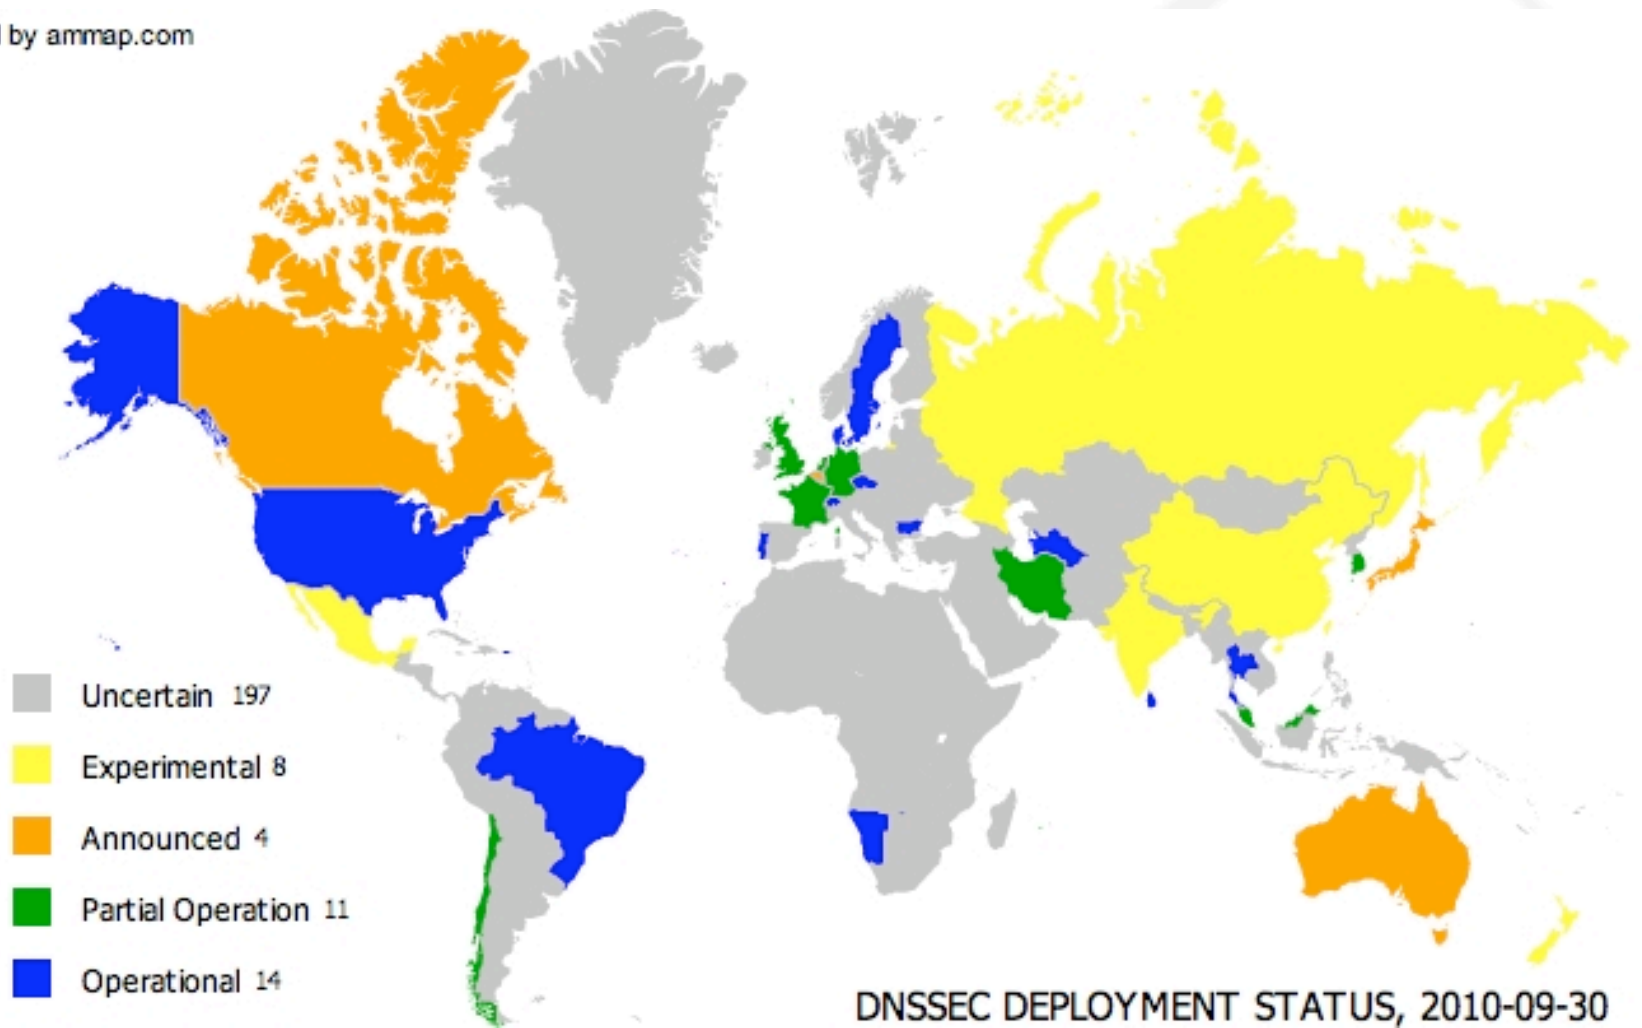 by ammap.com
Uncertain 197
Experimental 8
Announced 4
Partial Operation 11
Operational 14
DNSSEC DEPLOYMENT STATUS, 2010-09-30